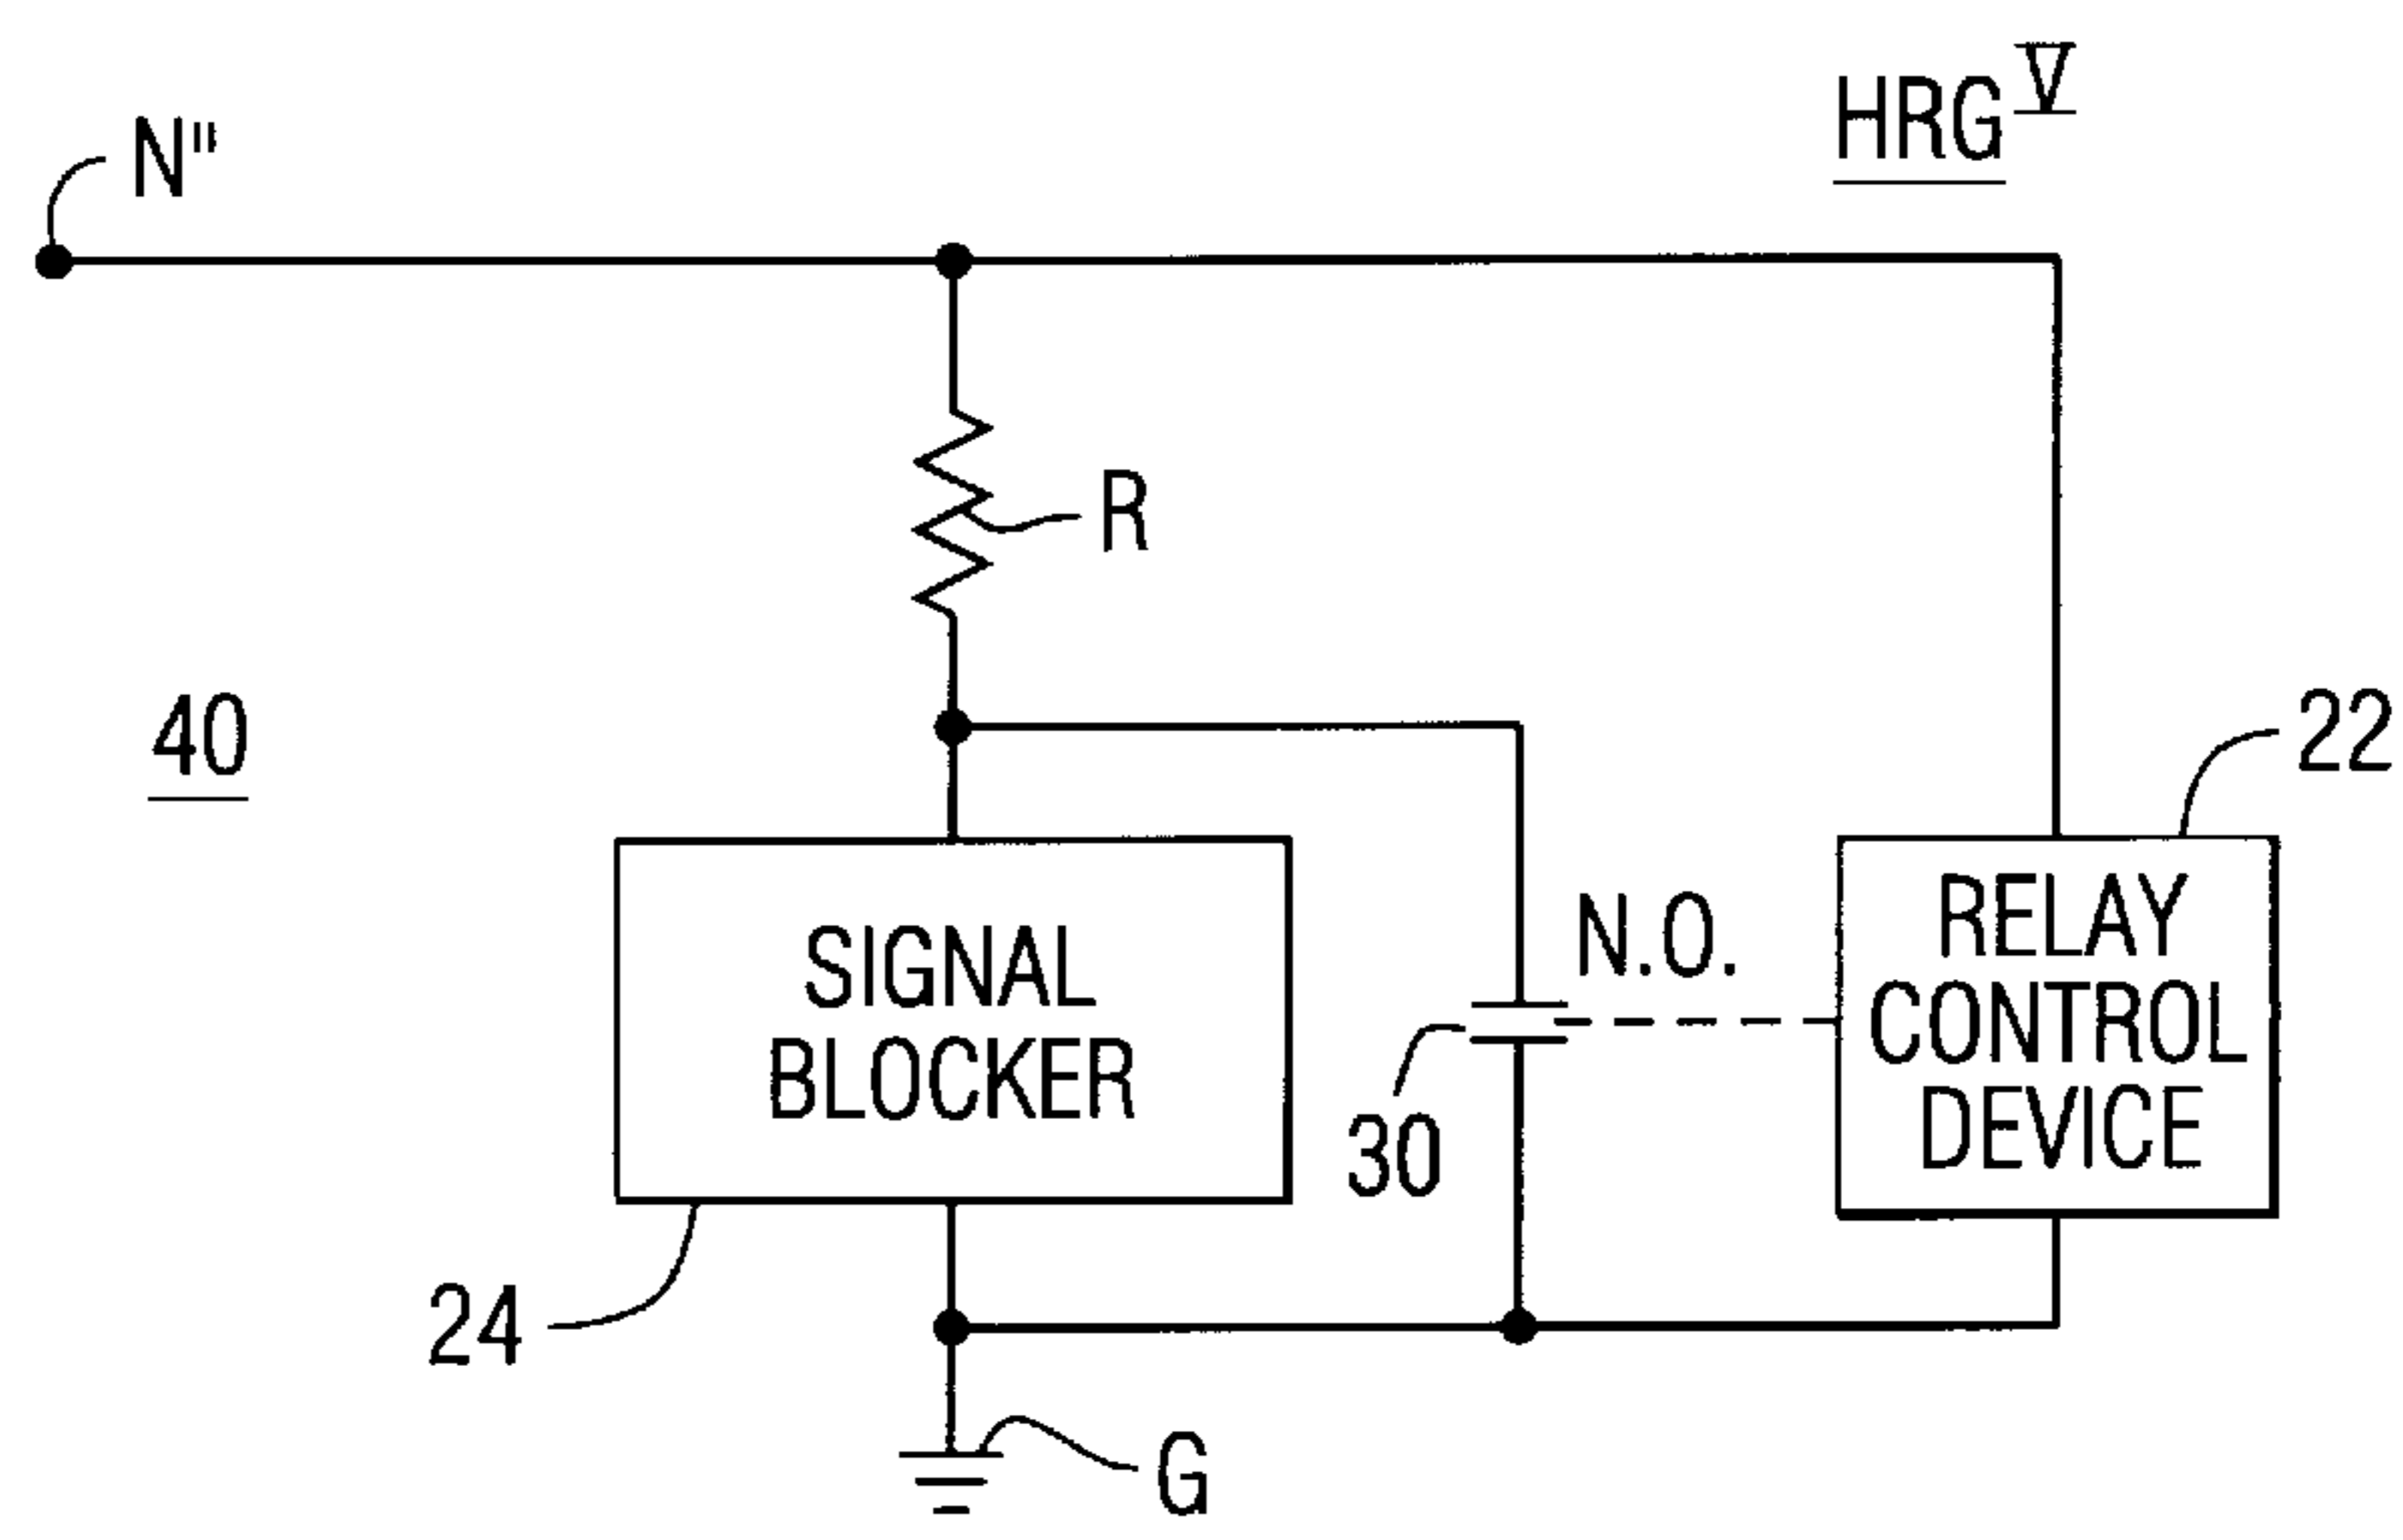 N"
HRG V
R
40
22
N.O.
RELAY
CONTROL
DEVICE
SIGNAL
BLOCKER
30
24
G